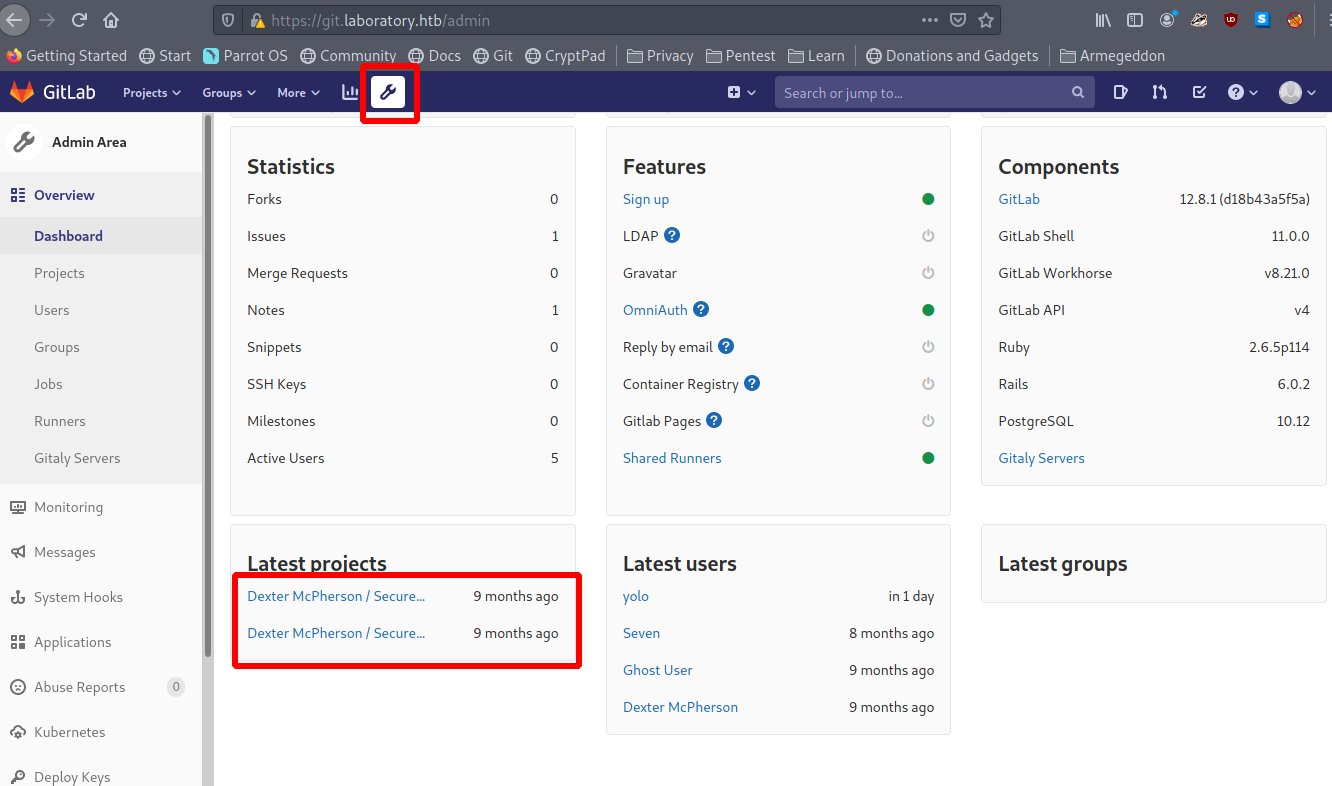 https://git.laboratory.htb/admin
Getting Started Start Parrot OS Community Docs Git CryptPad Privacy Pentest Learn Donations and Gadgets Armegeddon
GitLab Projects Groups More Search or jump to...
Admin Area
Overview
Dashboard
Projects
Users
Groups
Jobs
Runners
Gitaly Servers
Monitoring
Messages
System Hooks
Applications
Abuse Reports 0
Kubernetes
Deploy Keys
Statistics
Forks 0
Issues 1
Merge Requests 0
Notes 1
Snippets 0
SSH Keys 0
Milestones 0
Active Users 5
Features
Sign up
LDAP ?
Gravatar
OmniAuth ?
Reply by email ?
Container Registry ?
Gitlab Pages ?
Shared Runners
Components
GitLab 12.8.1 (d18b43a5f5a)
GitLab Shell 11.0.0
GitLab Workhorse v8.21.0
GitLab API v4
Ruby 2.6.5p114
Rails 6.0.2
PostgreSQL 10.12
Gitaly Servers
Latest projects
Dexter McPherson / Secure... 9 months ago
Dexter McPherson / Secure... 9 months ago
Latest users
yolo in 1 day
Seven 8 months ago
Ghost User 9 months ago
Dexter McPherson 9 months ago
Latest groups